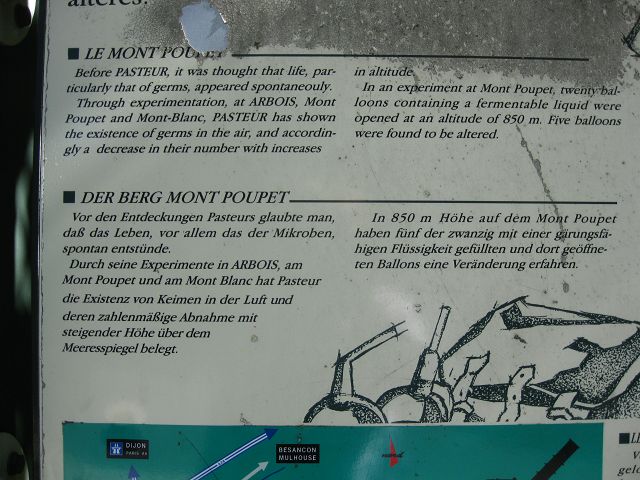 altérés.
LE MONT POUPET
Before PASTEUR, it was thought that life, par-
ticularly that of germs, appeared spontaneouly.
Through experimentation, at ARBOIS, Mont
Poupet and Mont-Blanc, PASTEUR has shown
the existence of germs in the air, and accordin-
gly a decrease in their number with increases
in altitude
In an experiment at Mont Poupet, twenty bal-
loons containing a fermentable liquid were
opened at an altitude of 850 m. Five balloons
were found to be altered.
DER BERG MONT POUPET
Vor den Entdeckungen Pasteurs glaubte man,
daß das Leben, vor allem das der Mikroben,
spontan entstünde.
Durch seine Experimente in ARBOIS, am
Mont Poupet und am Mont Blanc hat Pasteur
die Existenz von Keimen in der Luft und
deren zahlenmäßige Abnahme mit
steigender Höhe über dem
Meeresspiegel belegt.
In 850 m Höhe auf dem Mont Poupet
haben fünf der zwanzig mit einer gärungsfä-
higen Flüssigkeit gefüllten und dort geöffne-
ten Ballons eine Veränderung erfahren.
DIJON
PARIS A6
BESANCON
MULHOUSE
nord
LE